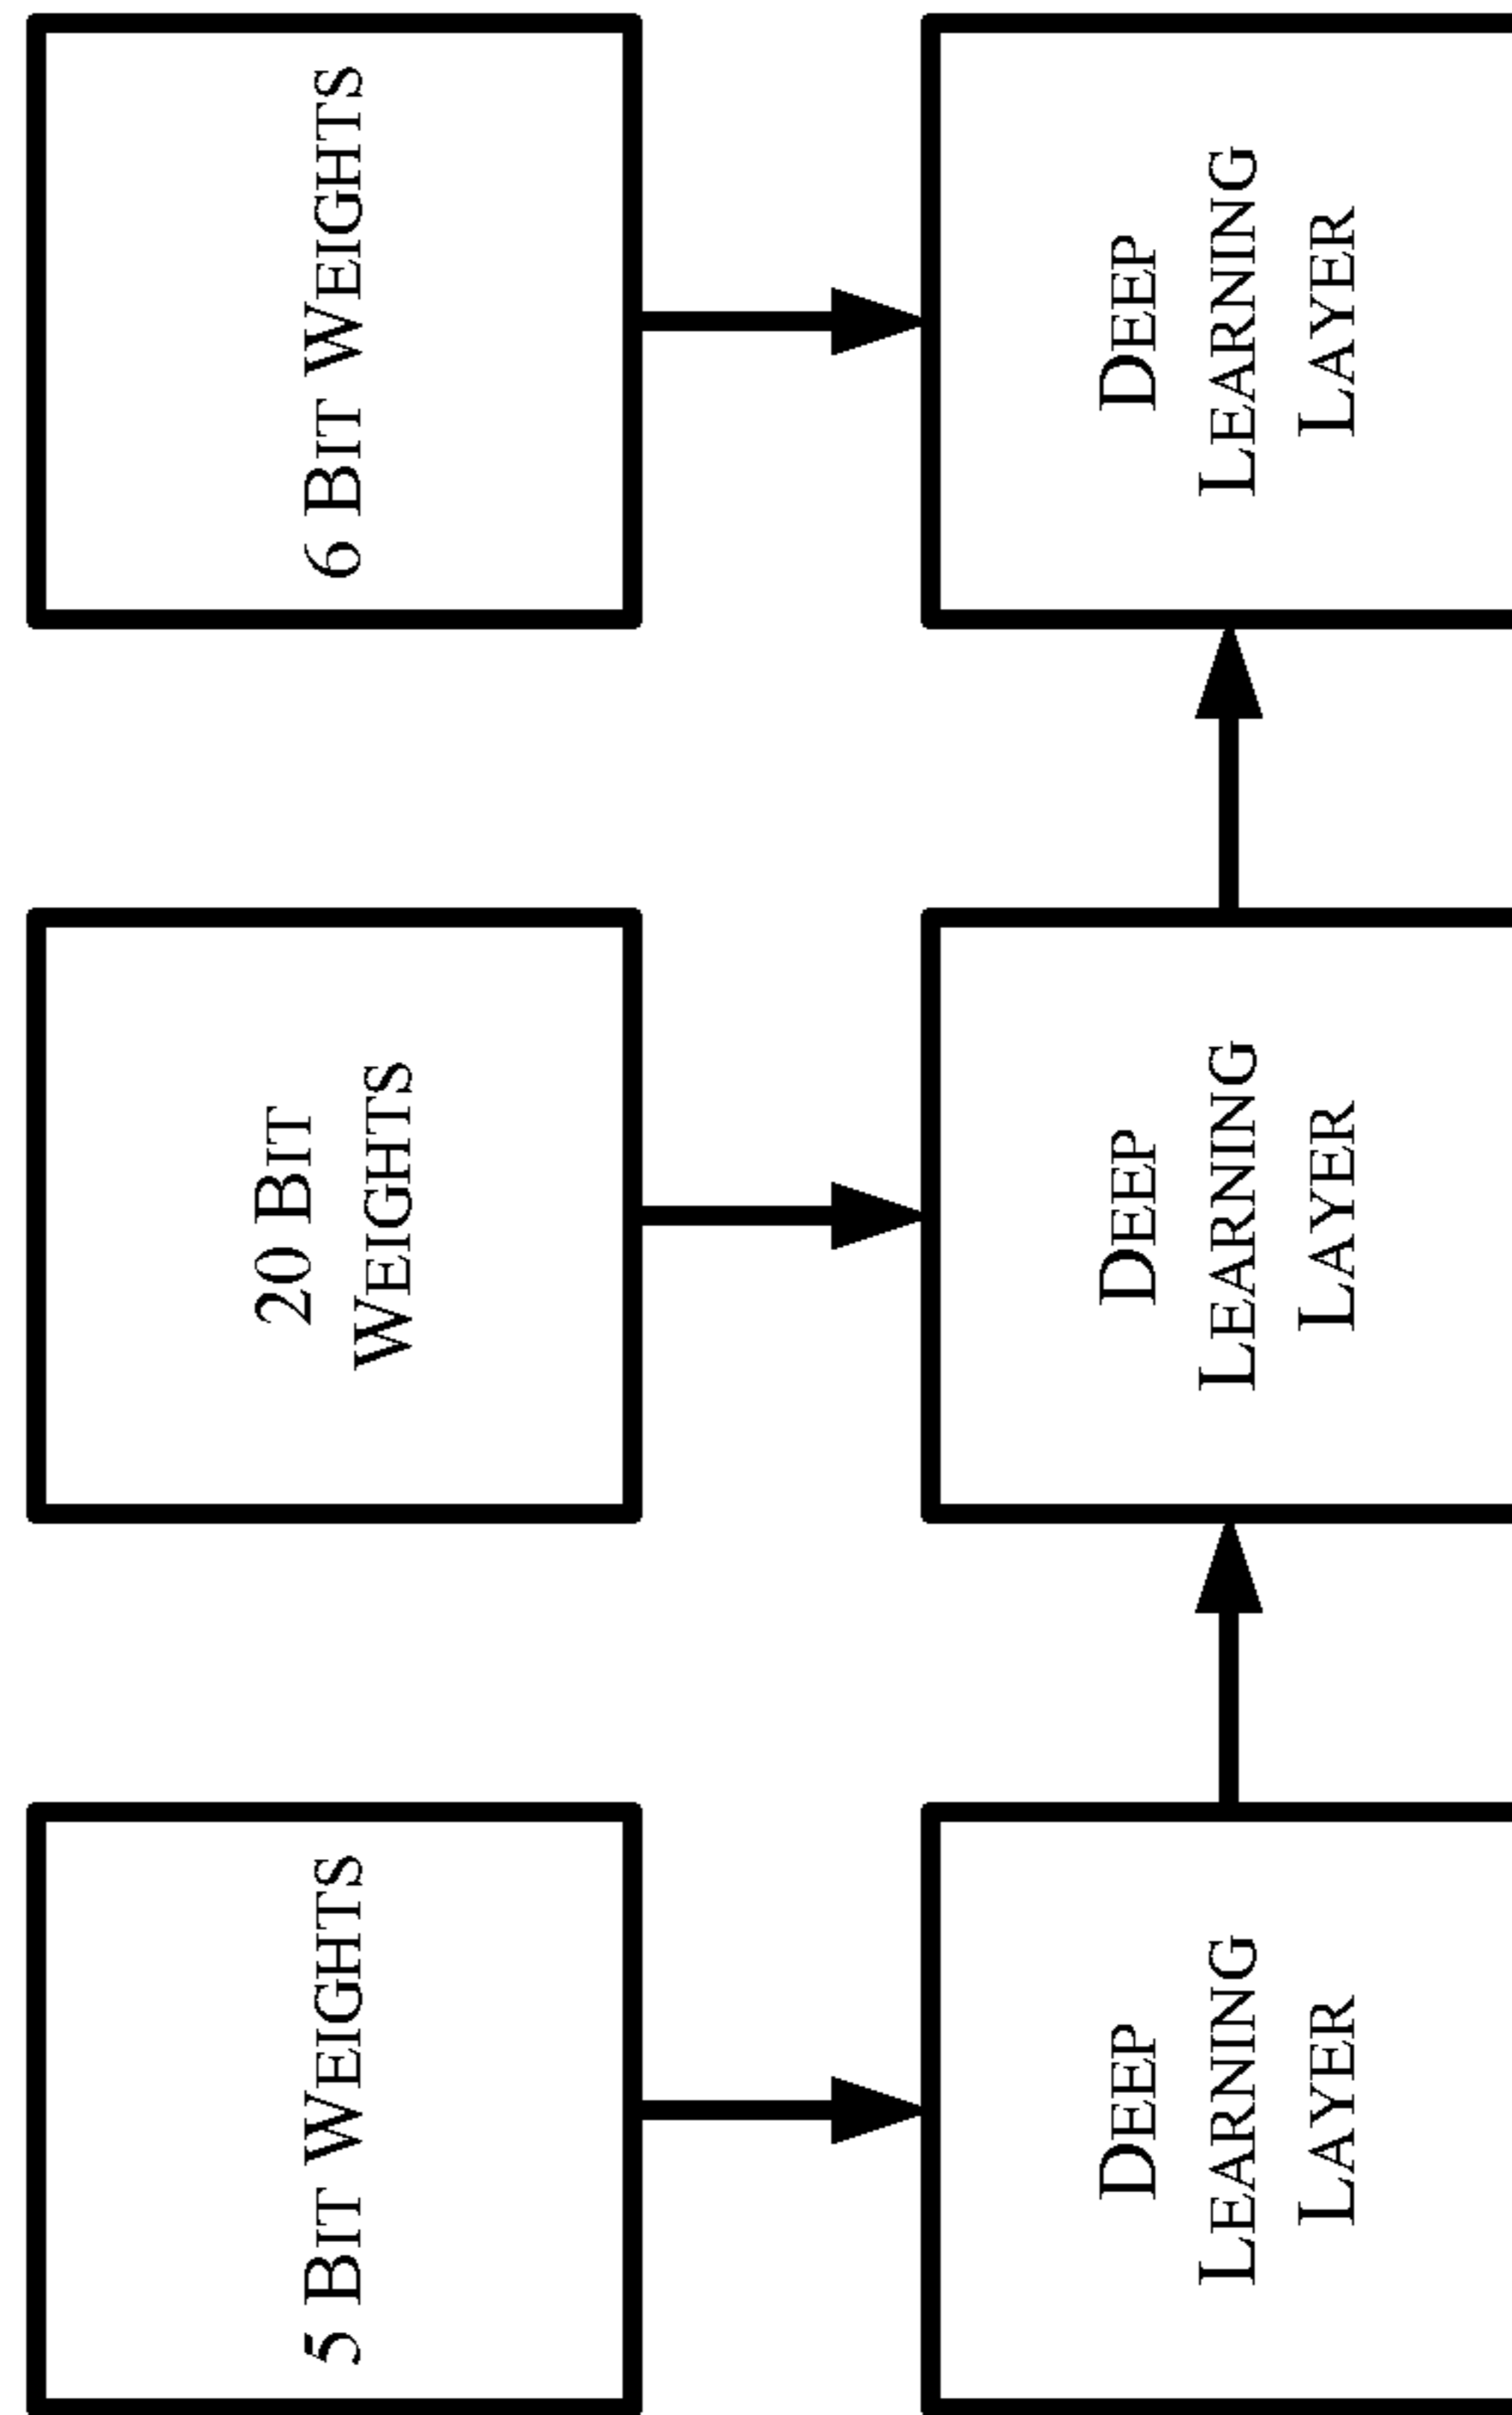 5 BIT WEIGHTS
20 BIT
WEIGHTS
6 BIT WEIGHTS
DEEP
LEARNING
LAYER
DEEP
LEARNING
LAYER
DEEP
LEARNING
LAYER